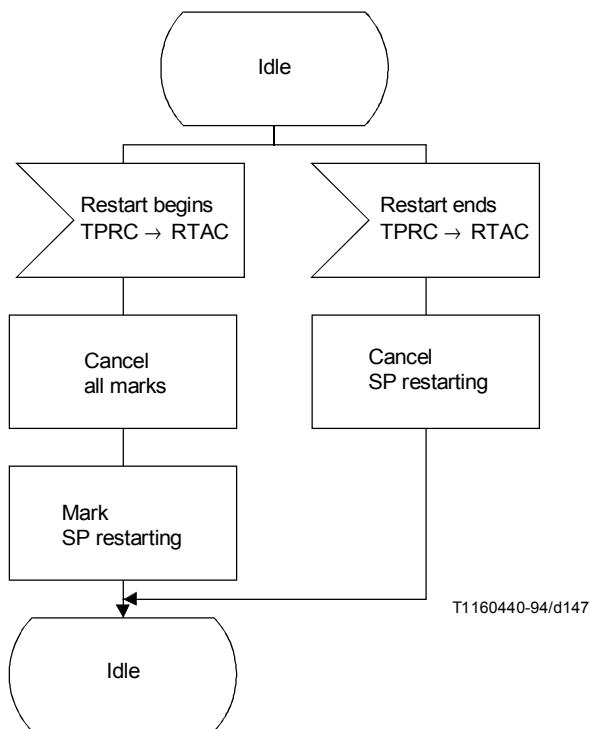 Idle
Restart begins
TPRC → RTAC
Restart ends
TPRC → RTAC
Cancel
all marks
Cancel
SP restarting
Mark
SP restarting
T1160440-94/d147
Idle